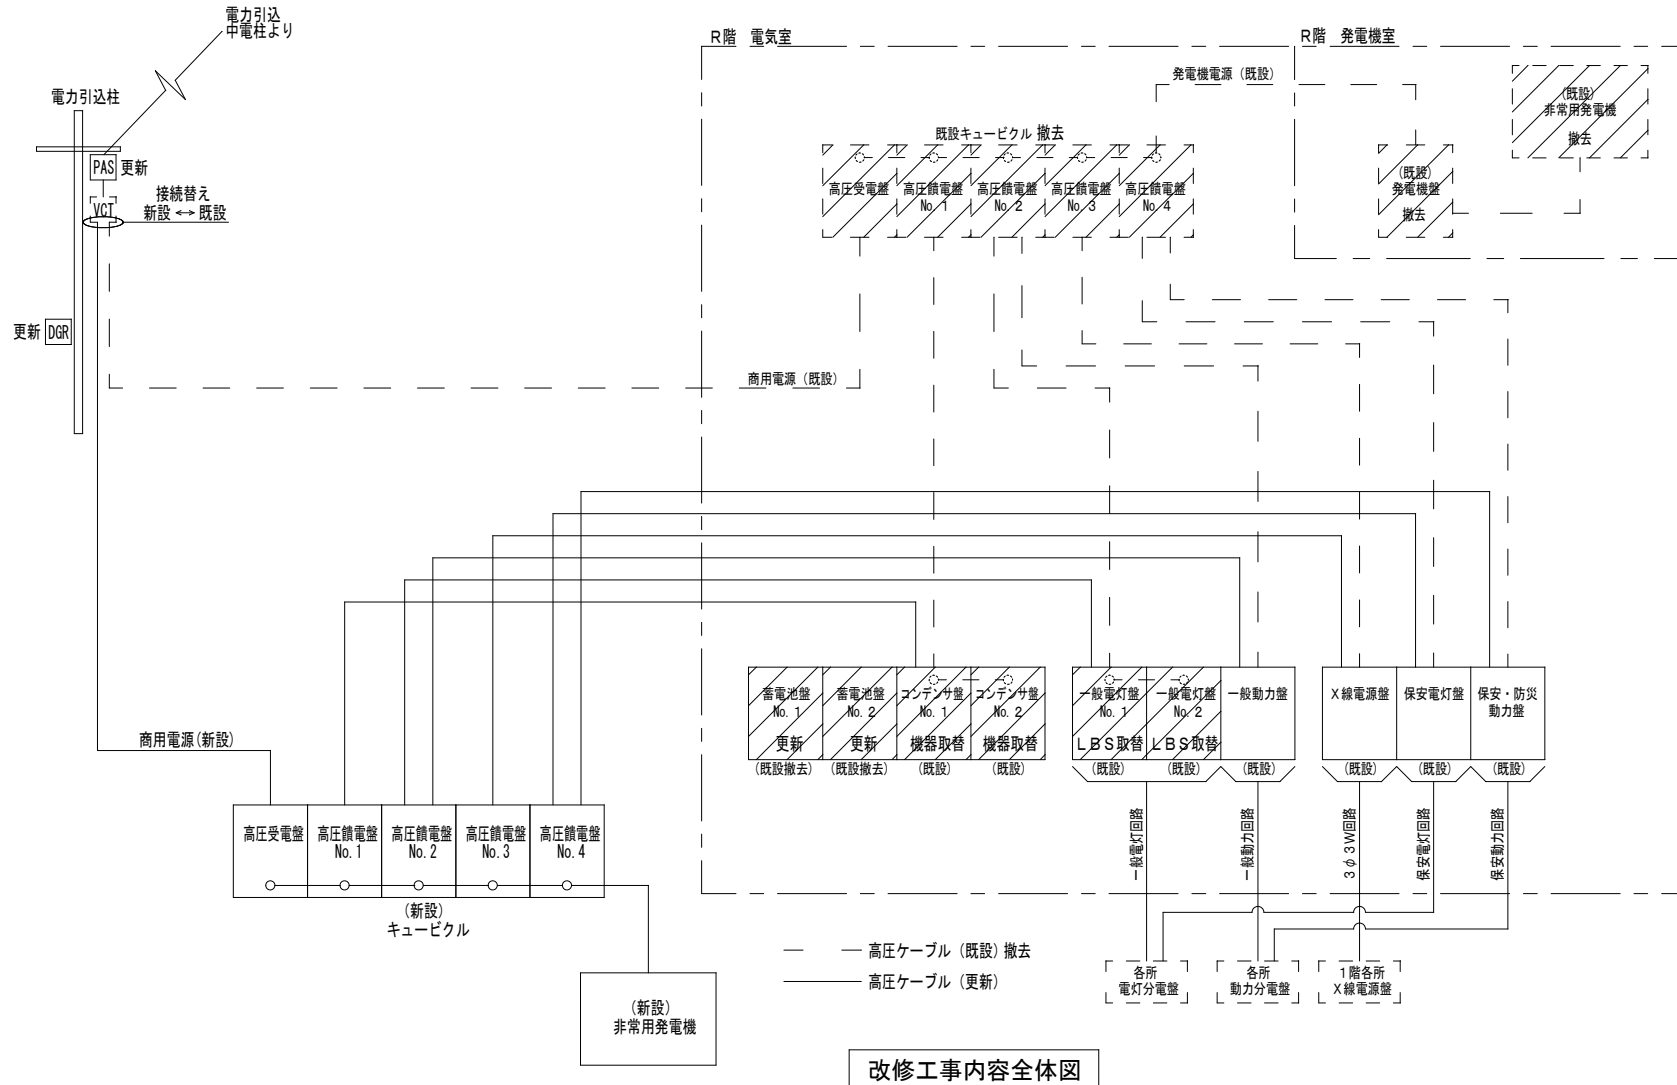 電力引込
中電柱より
R階 電気室
R階 発電機室
発電機電源(既設)
(既設)
非常用発電機
撤去
電力引込柱
既設キュービクル 撤去
PAS 更新
高圧受電盤
高圧饋電盤
No.1
高圧饋電盤
No.2
高圧饋電盤
No.3
高圧饋電盤
No.4
(既設)
発電機盤
撤去
VCT
接続替え
新設 ↔ 既設
更新 DGR
商用電源(既設)
蓄電池盤
No.1
更新
(既設撤去)
蓄電池盤
No.2
更新
(既設撤去)
コンデンサ盤
No.1
機器取替
(既設)
コンデンサ盤
No.2
機器取替
(既設)
一般電灯盤
No.1
LBS取替
(既設)
一般電灯盤
No.2
LBS取替
(既設)
一般動力盤
(既設)
X線電源盤
(既設)
保安電灯盤
(既設)
保安・防災
動力盤
(既設)
商用電源(新設)
高圧受電盤
高圧饋電盤
No.1
高圧饋電盤
No.2
高圧饋電盤
No.3
高圧饋電盤
No.4
(新設)
キュービクル
一般電灯回路
一般動力回路
3φ3W回路
保安電灯回路
保安動力回路
高圧ケーブル(既設)撤去
高圧ケーブル(更新)
各所
電灯分電盤
各所
動力分電盤
1階各所
X線電源盤
(新設)
非常用発電機
改修工事内容全体図